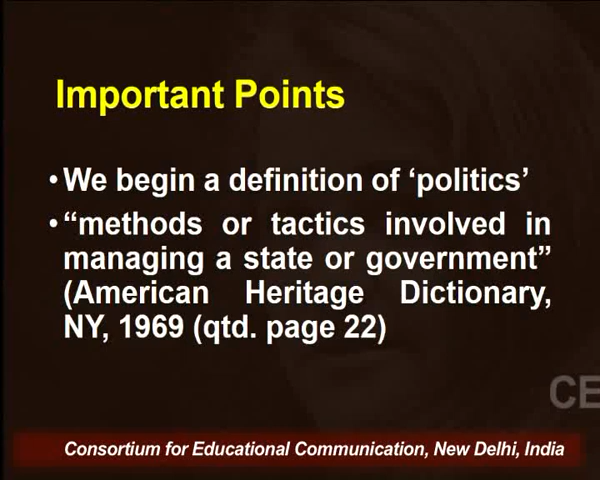 Important Points
• We begin a definition of ‘politics’
• “methods or tactics involved in
managing a state or government”
(American Heritage Dictionary,
NY, 1969 (qtd. page 22)
CE
Consortium for Educational Communication, New Delhi, India